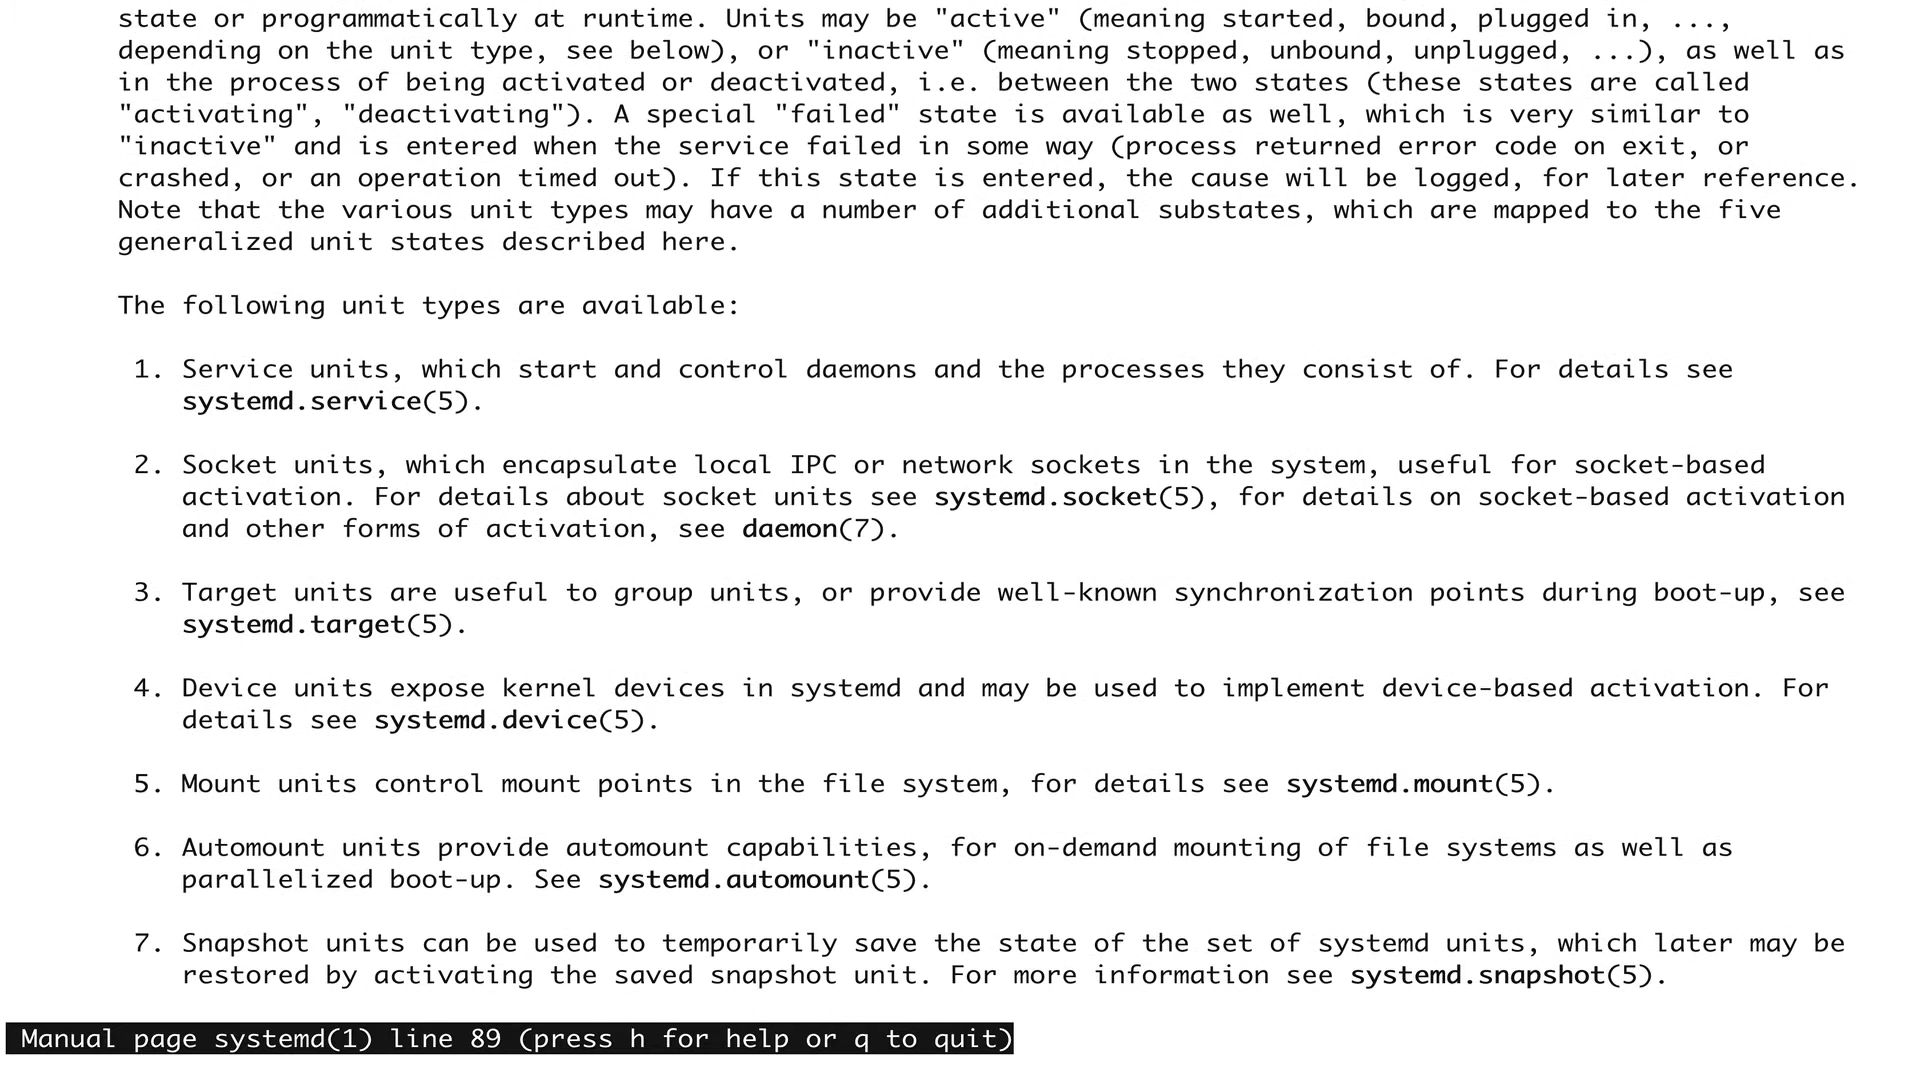 state or programmatically at runtime. Units may be "active" (meaning started, bound, plugged in, ...,
depending on the unit type, see below), or "inactive" (meaning stopped, unbound, unplugged, ...), as well as
in the process of being activated or deactivated, i.e. between the two states (these states are called
"activating", "deactivating"). A special "failed" state is available as well, which is very similar to
"inactive" and is entered when the service failed in some way (process returned error code on exit, or
crashed, or an operation timed out). If this state is entered, the cause will be logged, for later reference.
Note that the various unit types may have a number of additional substates, which are mapped to the five
generalized unit states described here.
The following unit types are available:
1. Service units, which start and control daemons and the processes they consist of. For details see
systemd.service(5).
2. Socket units, which encapsulate local IPC or network sockets in the system, useful for socket-based
activation. For details about socket units see systemd.socket(5), for details on socket-based activation
and other forms of activation, see daemon(7).
3. Target units are useful to group units, or provide well-known synchronization points during boot-up, see
systemd.target(5).
4. Device units expose kernel devices in systemd and may be used to implement device-based activation. For
details see systemd.device(5).
5. Mount units control mount points in the file system, for details see systemd.mount(5).
6. Automount units provide automount capabilities, for on-demand mounting of file systems as well as
parallelized boot-up. See systemd.automount(5).
7. Snapshot units can be used to temporarily save the state of the set of systemd units, which later may be
restored by activating the saved snapshot unit. For more information see systemd.snapshot(5).
Manual page systemd(1) line 89 (press h for help or q to quit)